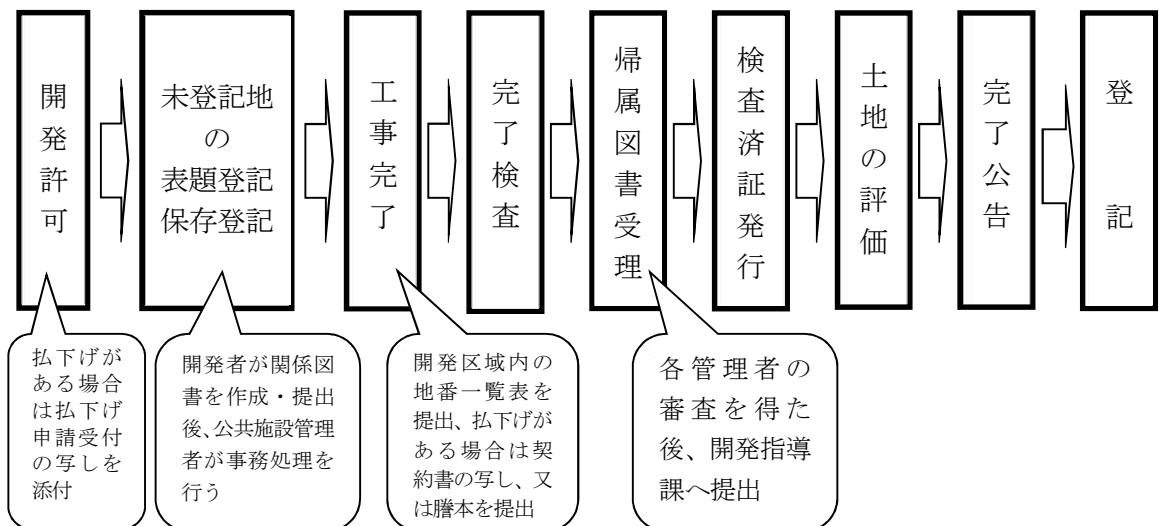 開発許可
未登記地
の
表題登記
保存登記
工事完了
完了検査
帰属図書受理
検査済証発行
土地の評価
完了公告
登記
払下げが
ある場合
は払下げ
申請受付
の写しを
添付
開発者が関係図
書を作成・提出
後、公共施設管理
者が事務処理を
行う
開発区域内の
地番一覧表を
提出、払下げが
ある場合は契
約書の写し、又
は謄本を提出
各管理者の
審査を得た
後、開発指導
課へ提出